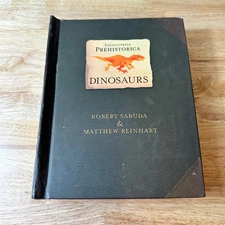 ENCYCLOPEDIA
PREHISTORICA
DINOSAURS
ROBERT SABUDA
&
MATTHEW REINHART